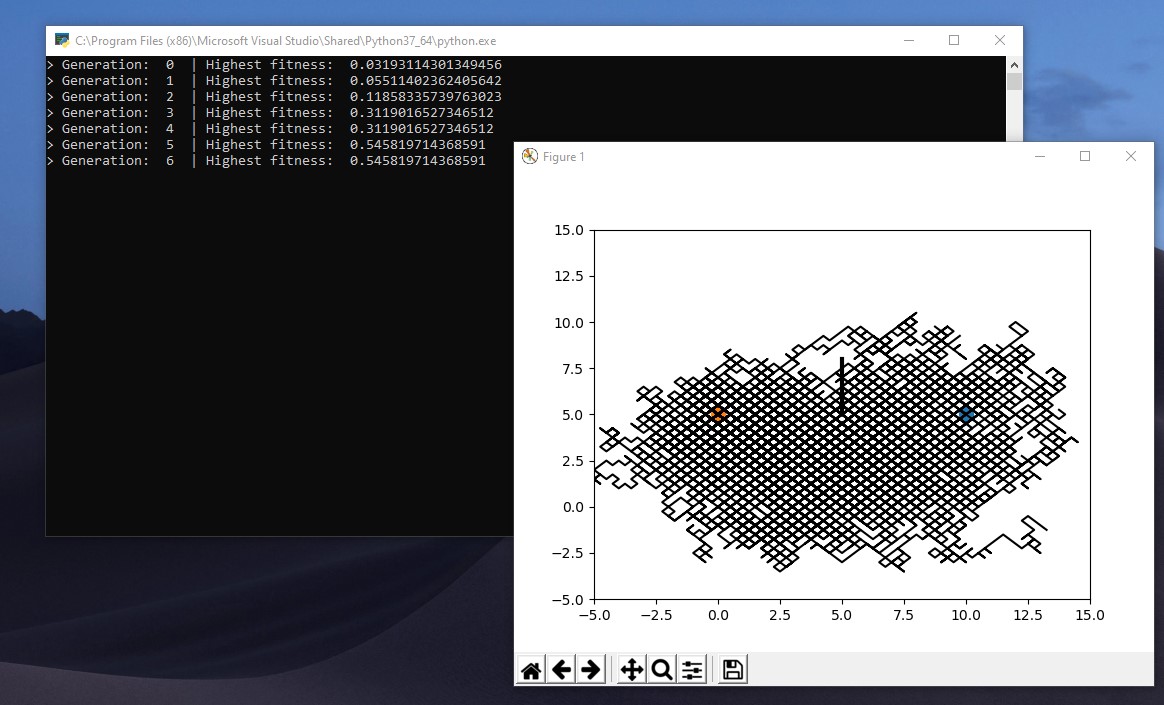 C:\Program Files (x86)\Microsoft Visual Studio\Shared\Python37_64\python.exe
> Generation:  0  | Highest fitness:  0.03193114301349456
> Generation:  1  | Highest fitness:  0.05511402362405642
> Generation:  2  | Highest fitness:  0.11858335739763023
> Generation:  3  | Highest fitness:  0.3119016527346512
> Generation:  4  | Highest fitness:  0.3119016527346512
> Generation:  5  | Highest fitness:  0.545819714368591
> Generation:  6  | Highest fitness:  0.545819714368591
Figure 1
15.0
12.5
10.0
7.5
5.0
2.5
0.0
−2.5
−5.0
−5.0 −2.5 0.0 2.5 5.0 7.5 10.0 12.5 15.0